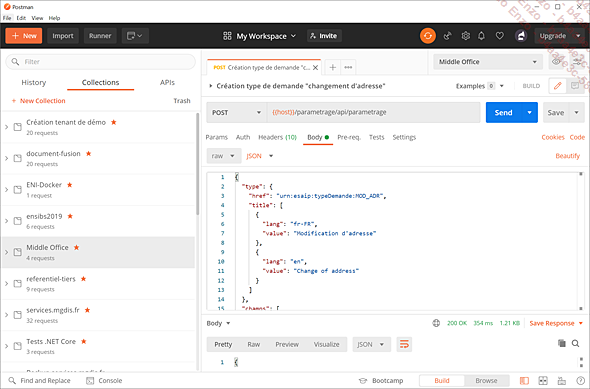 Postman
File Edit View Help
New Import Runner My Workspace Invite Upgrade
Filter
History Collections APIs
+ New Collection Trash
Création tenant de démo
20 requests
document-fusion
20 requests
ENI-Docker
1 request
ensibs2019
6 requests
Middle Office
4 requests
referentiel-tiers
9 requests
services.mgdis.fr
32 requests
Tests .NET Core
3 requests
POST Création type de demande "c...
Middle Office
Création type de demande "changement d'adresse"
Examples 0 BUILD
POST {{host}}/parametrage/api/parametrage Send Save
Params Auth Headers (10) Body Pre-req. Tests Settings Cookies Code
raw JSON Beautify
1 {
2 "type": {
3 "href": "urn:esaip:typeDemande:MOD_ADR",
4 "title": [
5 {
6 "lang": "fr-FR",
7 "value": "Modification d'adresse"
8 },
9 {
10 "lang": "en",
11 "value": "Change of address"
12 }
13 ]
14 },
15 "champs": [
Body 200 OK 354 ms 1.21 KB Save Response
Pretty Raw Preview Visualize JSON
1 {
Find and Replace Console Bootcamp Build Browse